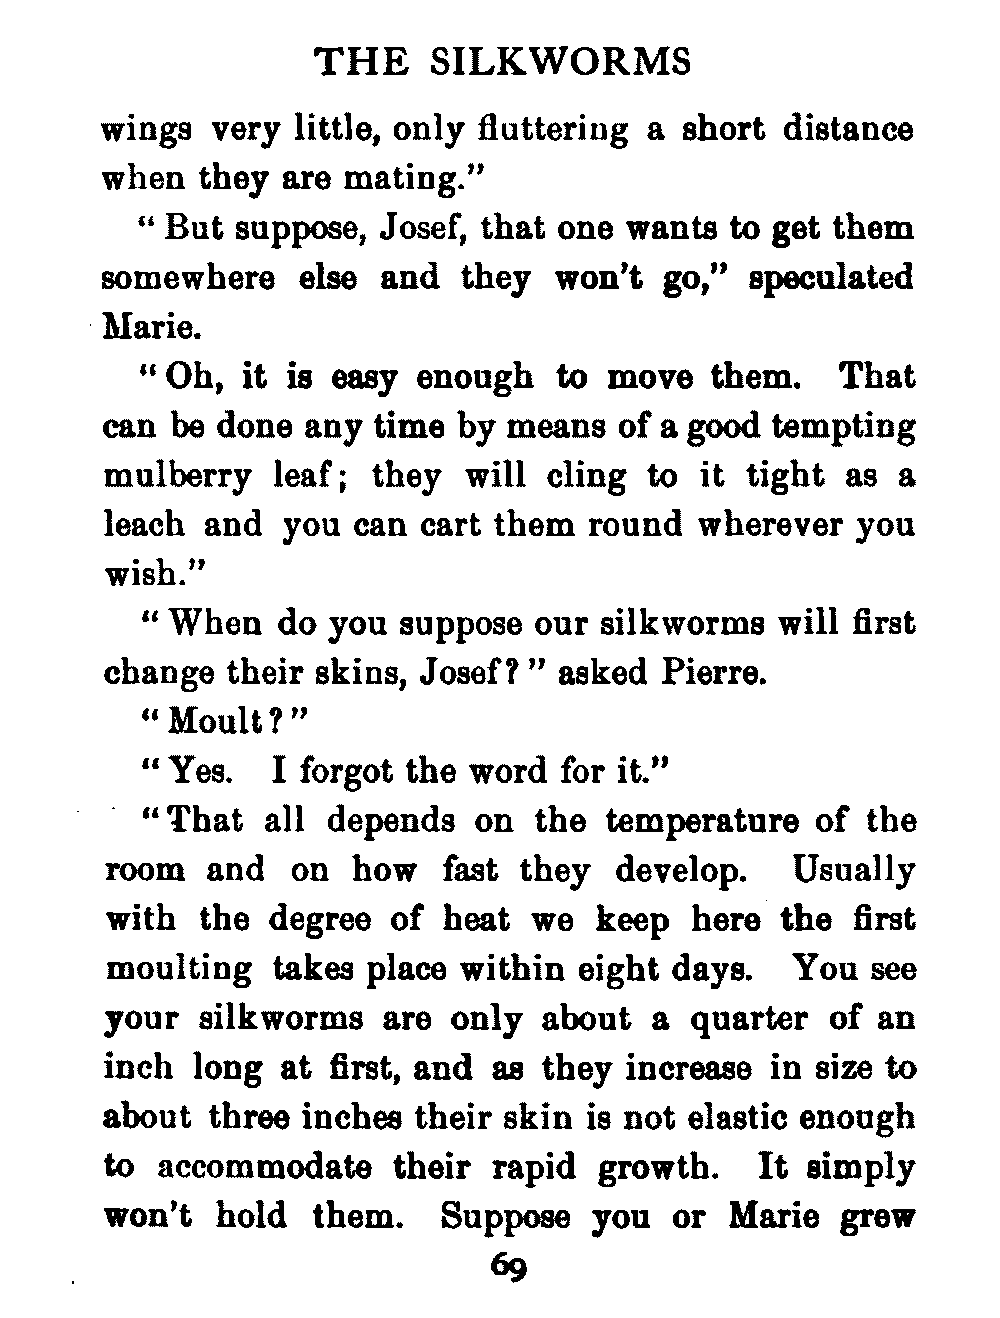 THE SILKWORMS
wings very little, only fluttering a short distance
when they are mating.”
“ But suppose, Josef, that one wants to get them
somewhere else and they won’t go,” speculated
Marie.
“ Oh, it is easy enough to move them. That
can be done any time by means of a good tempting
mulberry leaf; they will cling to it tight as a
leach and you can cart them round wherever you
wish.”
“ When do you suppose our silkworms will first
change their skins, Josef? ” asked Pierre.
“ Moult? ”
“ Yes. I forgot the word for it.”
“ That all depends on the temperature of the
room and on how fast they develop. Usually
with the degree of heat we keep here the first
moulting takes place within eight days. You see
your silkworms are only about a quarter of an
inch long at first, and as they increase in size to
about three inches their skin is not elastic enough
to accommodate their rapid growth. It simply
won’t hold them. Suppose you or Marie grew
69